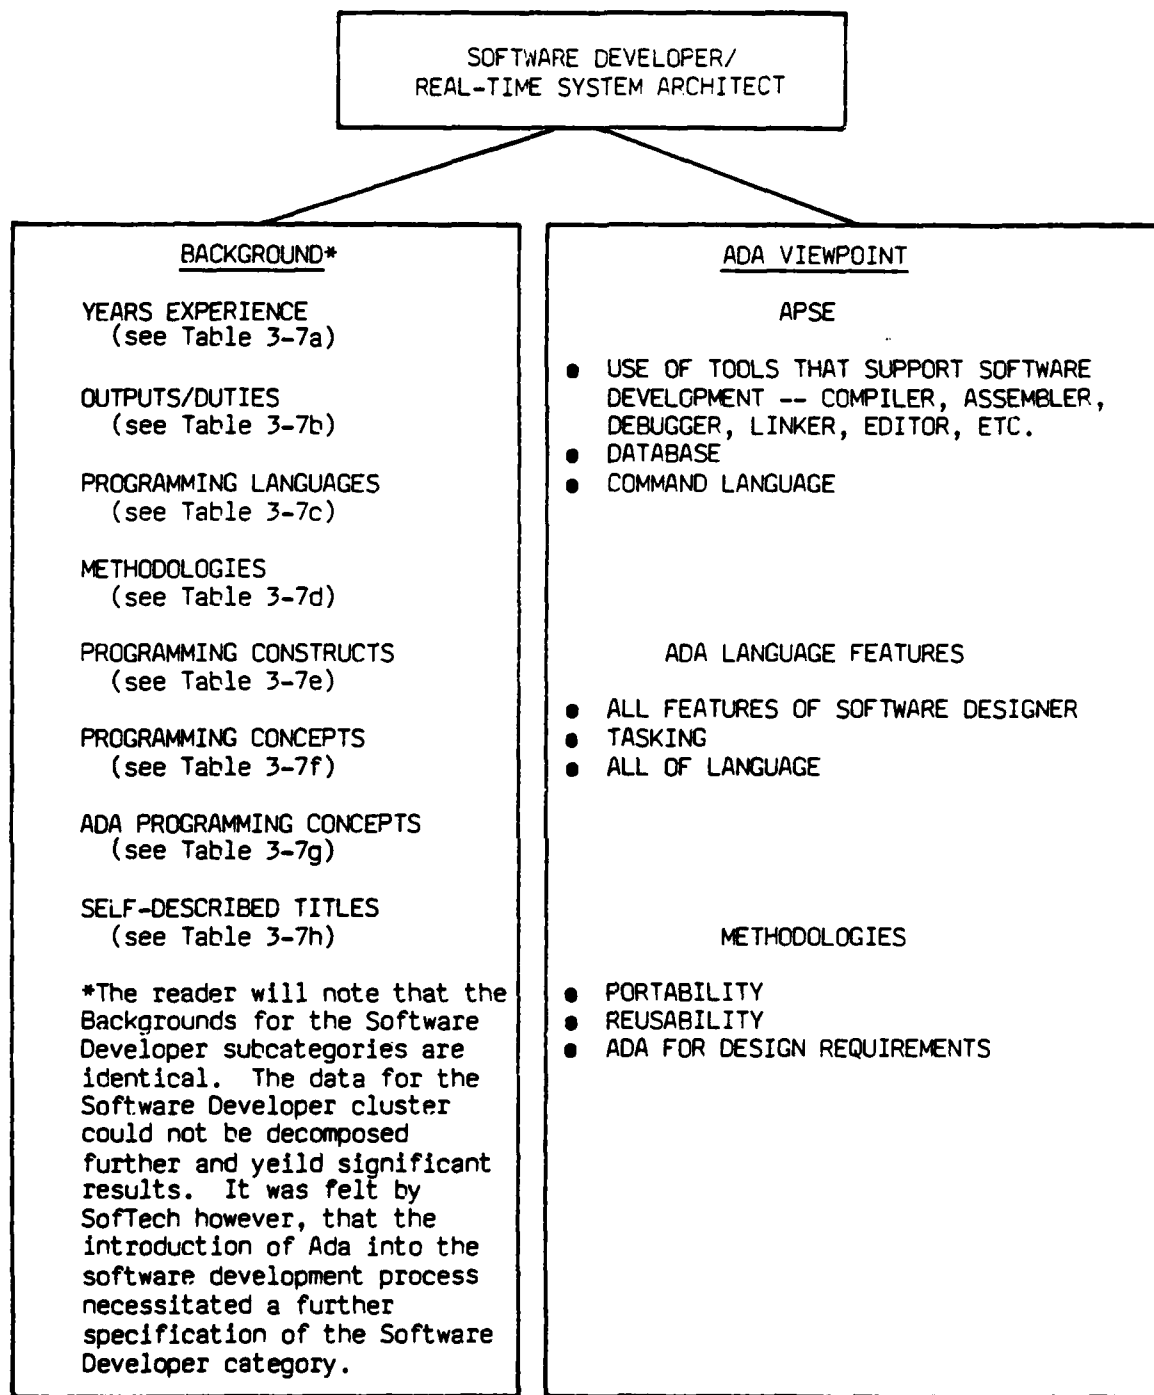 SOFTWARE DEVELOPER/
REAL-TIME SYSTEM ARCHITECT
BACKGROUND*
YEARS EXPERIENCE
(see Table 3-7a)
OUTPUTS/DUTIES
(see Table 3-7b)
PROGRAMMING LANGUAGES
(see Table 3-7c)
METHODOLOGIES
(see Table 3-7d)
PROGRAMMING CONSTRUCTS
(see Table 3-7e)
PROGRAMMING CONCEPTS
(see Table 3-7f)
ADA PROGRAMMING CONCEPTS
(see Table 3-7g)
SELF-DESCRIBED TITLES
(see Table 3-7h)
*The reader will note that the
Backgrounds for the Software
Developer subcategories are
identical. The data for the
Software Developer cluster
could not be decomposed
further and yeild significant
results. It was felt by
SofTech however, that the
introduction of Ada into the
software development process
necessitated a further
specification of the Software
Developer category.
ADA VIEWPOINT
APSE
● USE OF TOOLS THAT SUPPORT SOFTWARE
DEVELOPMENT -- COMPILER, ASSEMBLER,
DEBUGGER, LINKER, EDITOR, ETC.
● DATABASE
● COMMAND LANGUAGE
ADA LANGUAGE FEATURES
● ALL FEATURES OF SOFTWARE DESIGNER
● TASKING
● ALL OF LANGUAGE
METHODOLOGIES
● PORTABILITY
● REUSABILITY
● ADA FOR DESIGN REQUIREMENTS